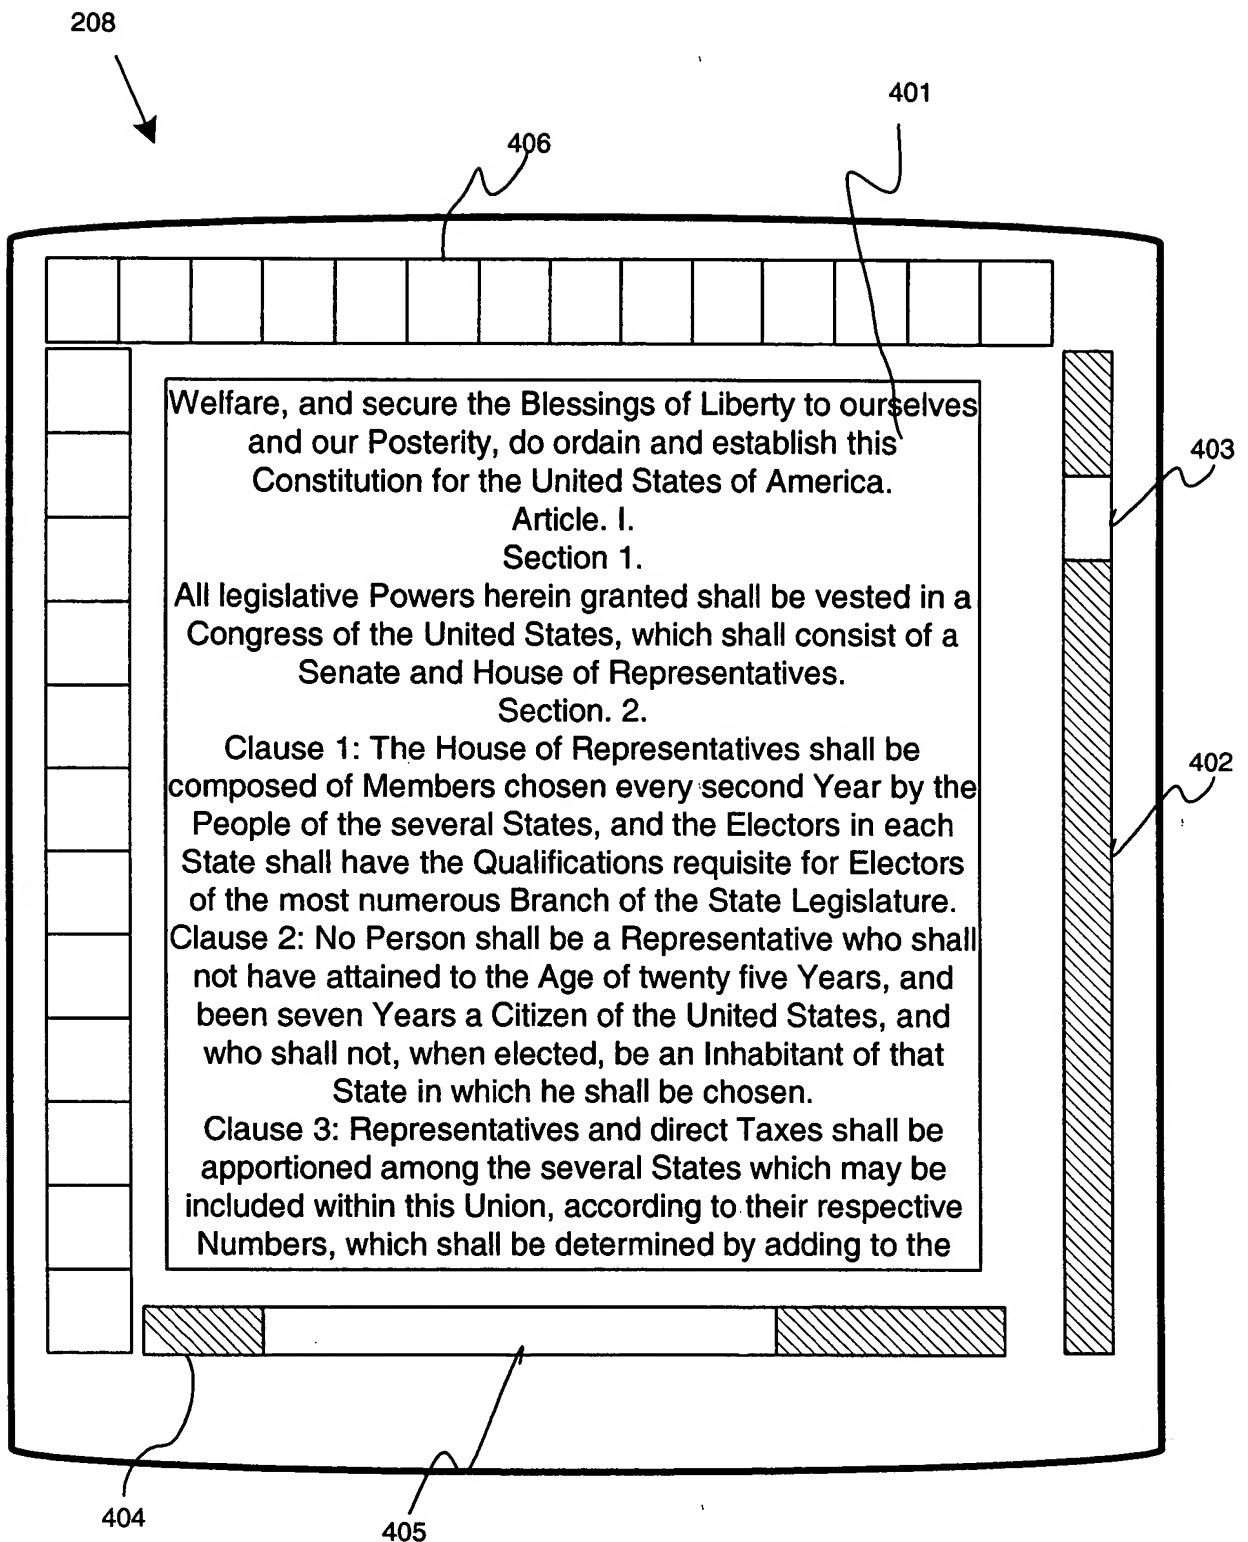 208
401
406
Welfare, and secure the Blessings of Liberty to ourselves
and our Posterity, do ordain and establish this
Constitution for the United States of America.
Article. I.
Section 1.
All legislative Powers herein granted shall be vested in a
Congress of the United States, which shall consist of a
Senate and House of Representatives.
Section. 2.
Clause 1: The House of Representatives shall be
composed of Members chosen every second Year by the
People of the several States, and the Electors in each
State shall have the Qualifications requisite for Electors
of the most numerous Branch of the State Legislature.
Clause 2: No Person shall be a Representative who shall
not have attained to the Age of twenty five Years, and
been seven Years a Citizen of the United States, and
who shall not, when elected, be an Inhabitant of that
State in which he shall be chosen.
Clause 3: Representatives and direct Taxes shall be
apportioned among the several States which may be
included within this Union, according to their respective
Numbers, which shall be determined by adding to the
403
402
404
405